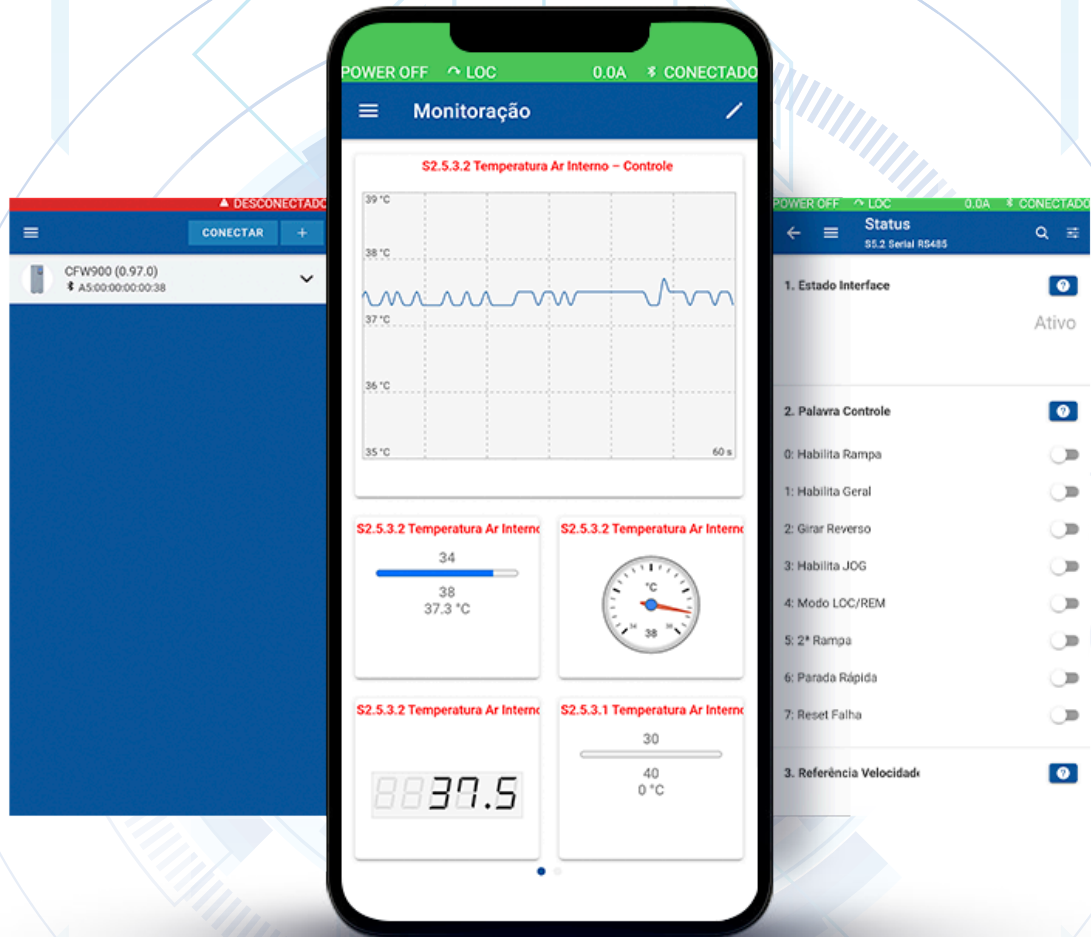 DESCONECTADO
CONECTAR +
CFW900 (0.97.0)
A5:00:00:00:00:38
POWER OFF LOC 0.0A CONECTADO
Monitoração
S2.5.3.2 Temperatura Ar Interno – Controle
39 °C
38 °C
37 °C
36 °C
35 °C
60 s
S2.5.3.2 Temperatura Ar Interno
34
38
37.3 °C
S2.5.3.2 Temperatura Ar Interno
°C
34 38
38
S2.5.3.2 Temperatura Ar Interno
37.5
S2.5.3.1 Temperatura Ar Interno
30
40
0 °C
POWER OFF LOC 0.0A CONECTADO
Status
S5.2 Serial RS485
1. Estado Interface ?
Ativo
2. Palavra Controle ?
0: Habilita Rampa
1: Habilita Geral
2: Girar Reverso
3: Habilita JOG
4: Modo LOC/REM
5: 2ª Rampa
6: Parada Rápida
7: Reset Falha
3. Referência Velocidade ?